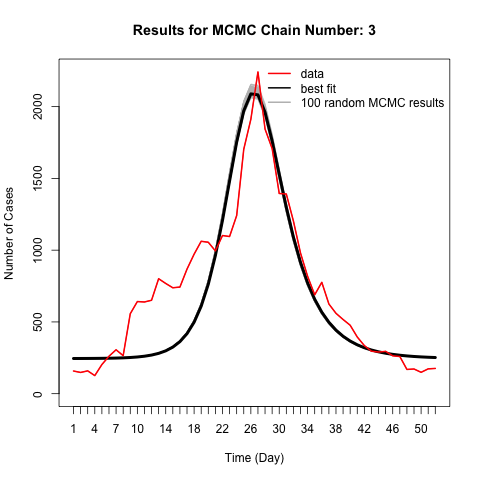 Results for MCMC Chain Number: 3
data
best fit
100 random MCMC results
Number of Cases
2000
1500
1000
500
0
1 4 7 10 14 18 22 26 30 34 38 42 46 50
Time (Day)